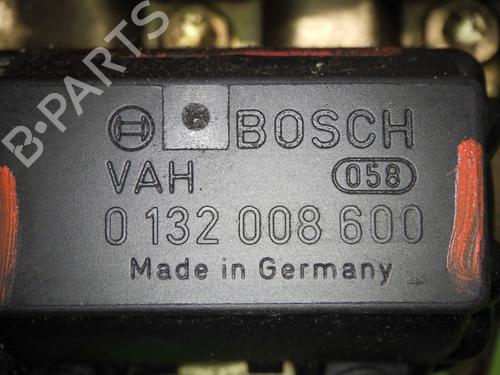 B-PARTS
BOSCH
VAH 058
0 132 008 600
Made in Germany